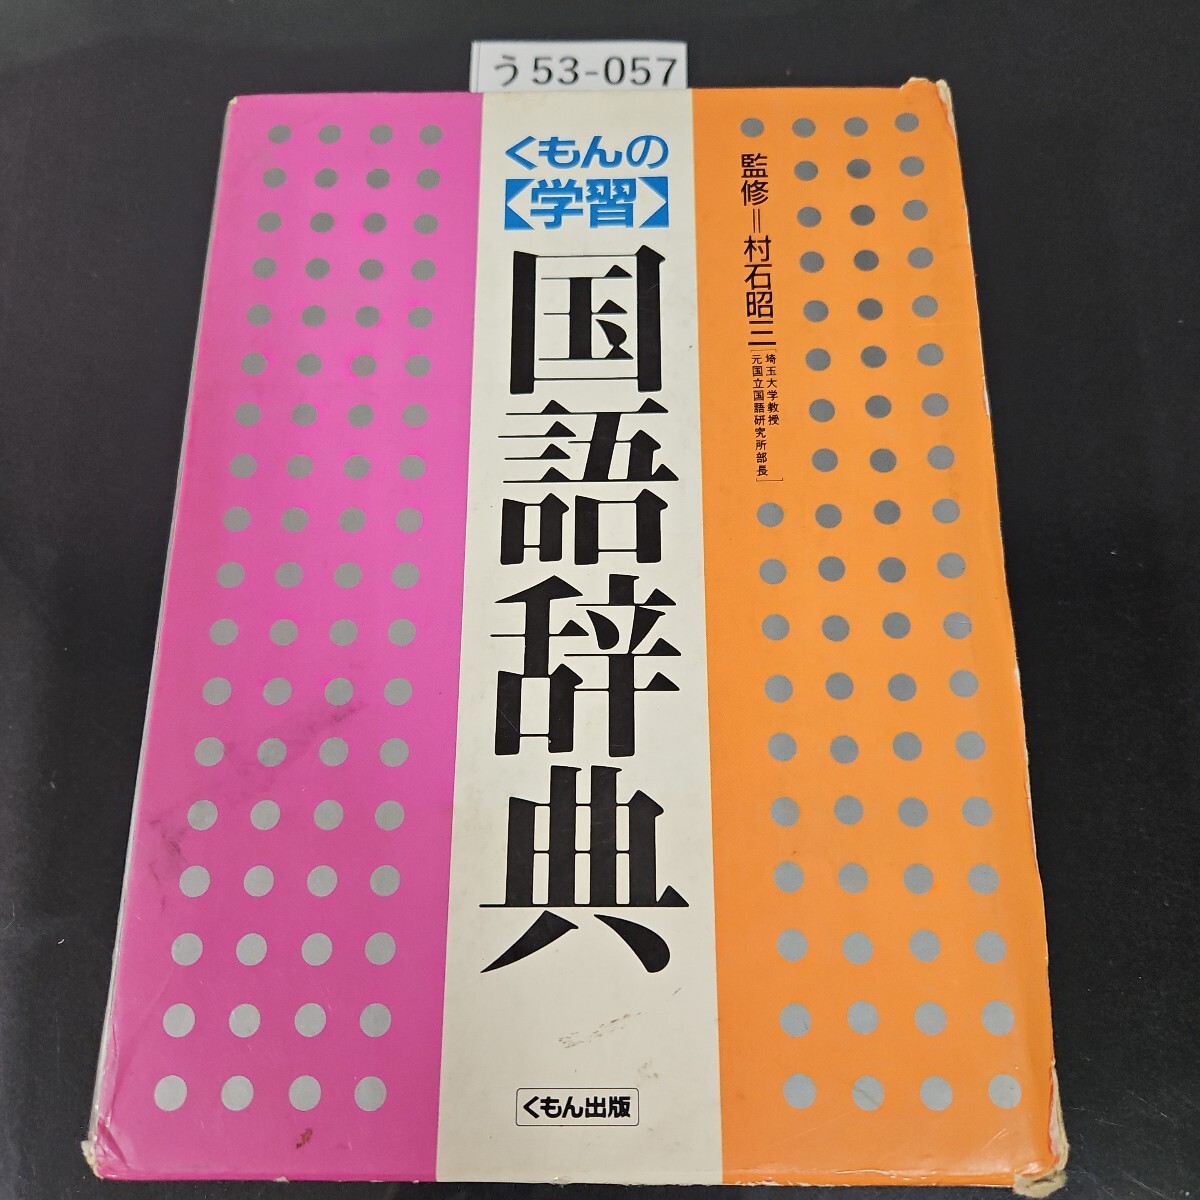 う53-057
くもんの
【学習】
国語辞典
監修＝村石昭三
埼玉大学教授
元国立国語研究所部長
くもん出版